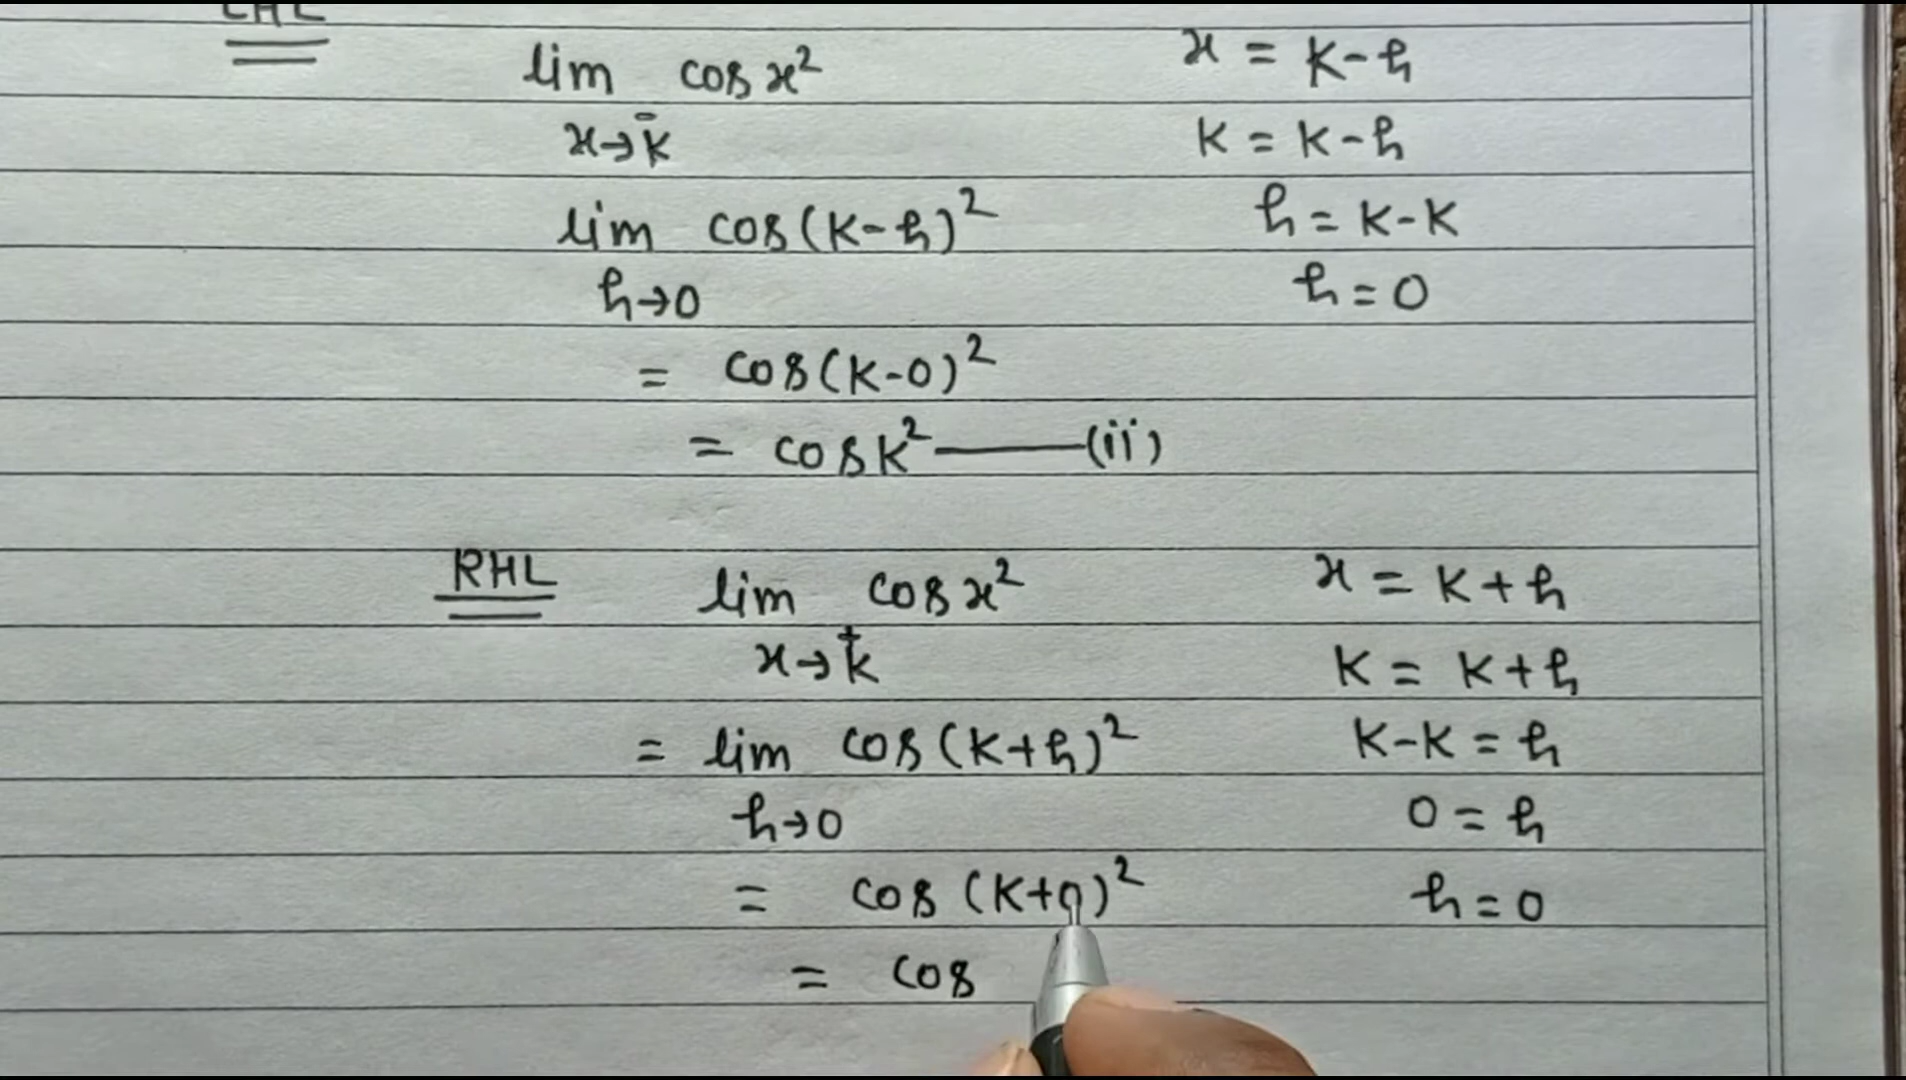 LHL
lim cos x² x = K-h
x→k⁻ K = K-h
lim cos(K-h)² h = K-K
h→0 h = 0
= cos(K-0)²
= cos K² ——— (ii)
RHL lim cos x² x = K+h
x→k⁺ K = K+h
= lim cos(K+h)² K-K = h
h→0 0 = h
= cos (K+0)² h = 0
= cos